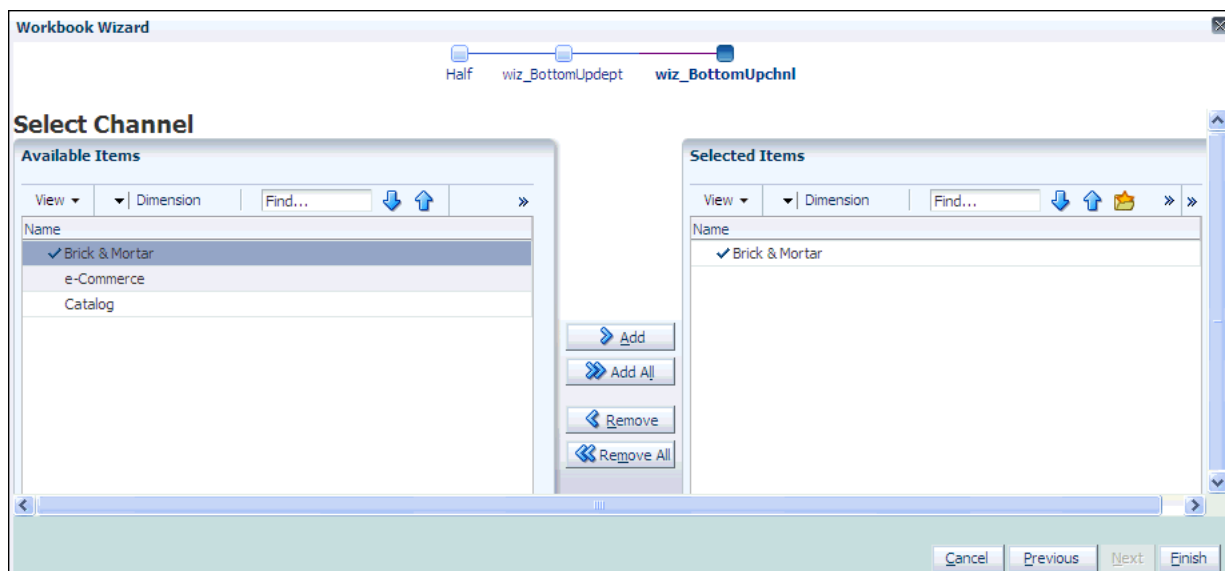 Workbook Wizard
Half wiz_BottomUpdept wiz_BottomUpchnl
Select Channel
Available Items
View Dimension Find...
Name
Brick & Mortar
e-Commerce
Catalog
Add
Add All
Remove
Remove All
Selected Items
View Dimension Find...
Name
Brick & Mortar
Cancel Previous Next Finish